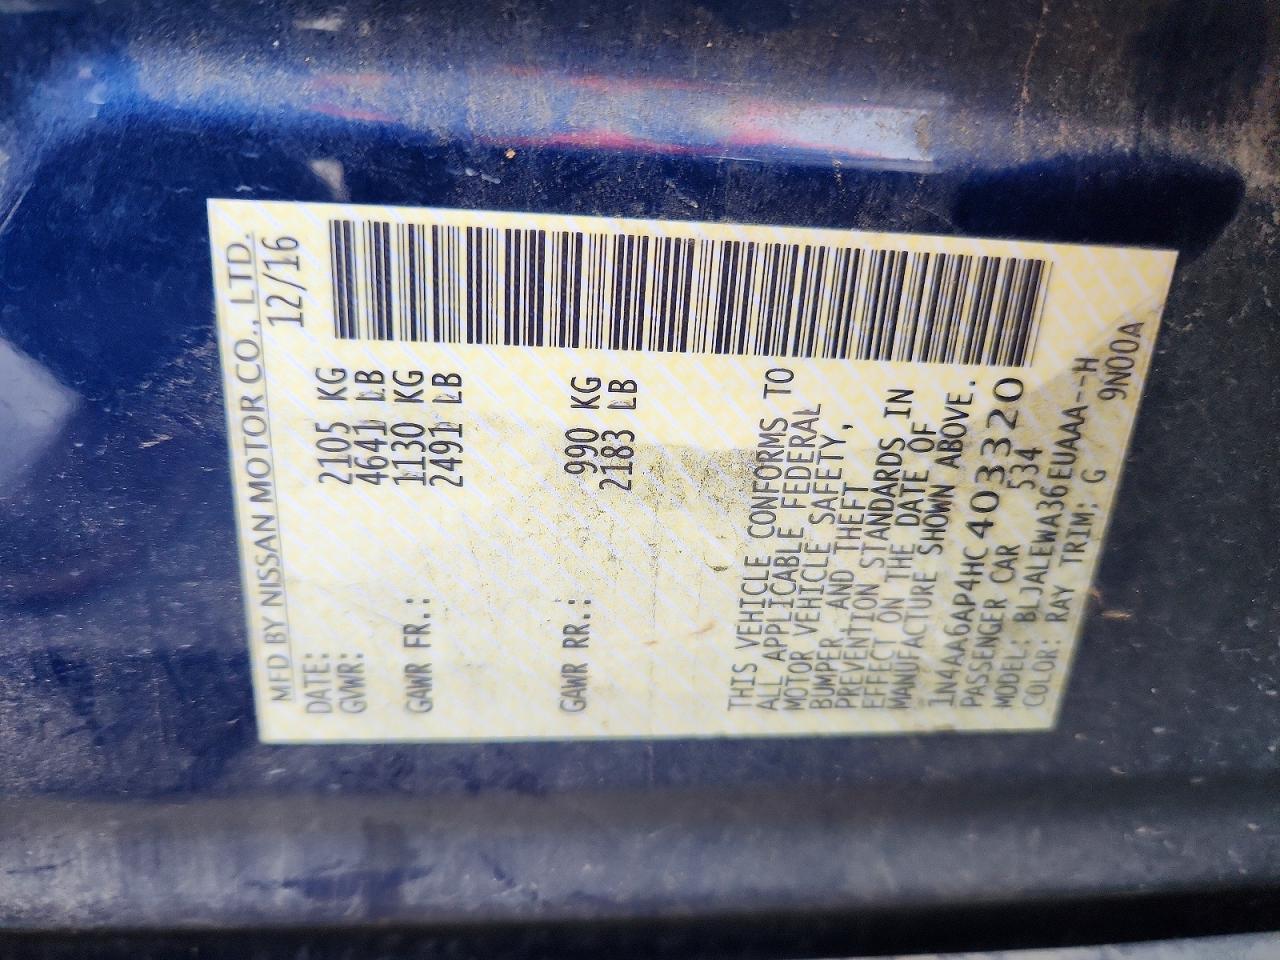 MFD BY NISSAN MOTOR CO., LTD.
DATE: 12/16
GVWR: 2105 KG
4641 LB
GAWR FR.: 1130 KG
2491 LB
GAWR RR.: 990 KG
2183 LB
THIS VEHICLE CONFORMS TO
ALL APPLICABLE FEDERAL
MOTOR VEHICLE SAFETY,
BUMPER AND THEFT
PREVENTION STANDARDS IN
EFFECT ON THE DATE OF
MANUFACTURE SHOWN ABOVE.
1N4AA6AP4HC403320
PASSENGER CAR 534
MODEL: BLJALEWA36EUAAA--H
COLOR: RAY TRIM; G 9N00A